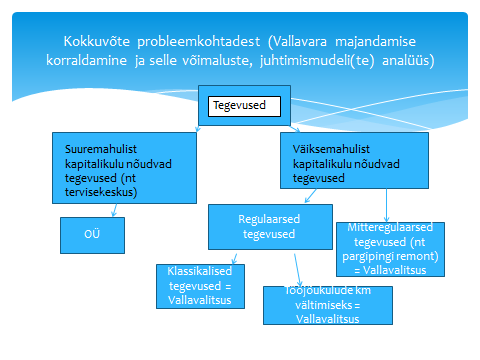 Kokkuvõte probleemkohtadest (Vallavara majandamise
korraldamine ja selle võimaluste, juhtimismudeli(te) analüüs)
Tegevused
Suuremahulist
kapitalikulu nõudvad
tegevused (nt
tervisekeskus)
Väiksemahulist
kapitalikulu nõudvad
tegevused
OÜ
Regulaarsed
tegevused
Mitteregulaarsed
tegevused (nt
pargipingi remont)
= Vallavalitsus
Klassikalised
tegevused =
Vallavalitsus
Tööjõukulude km
vältimiseks =
Vallavalitsus